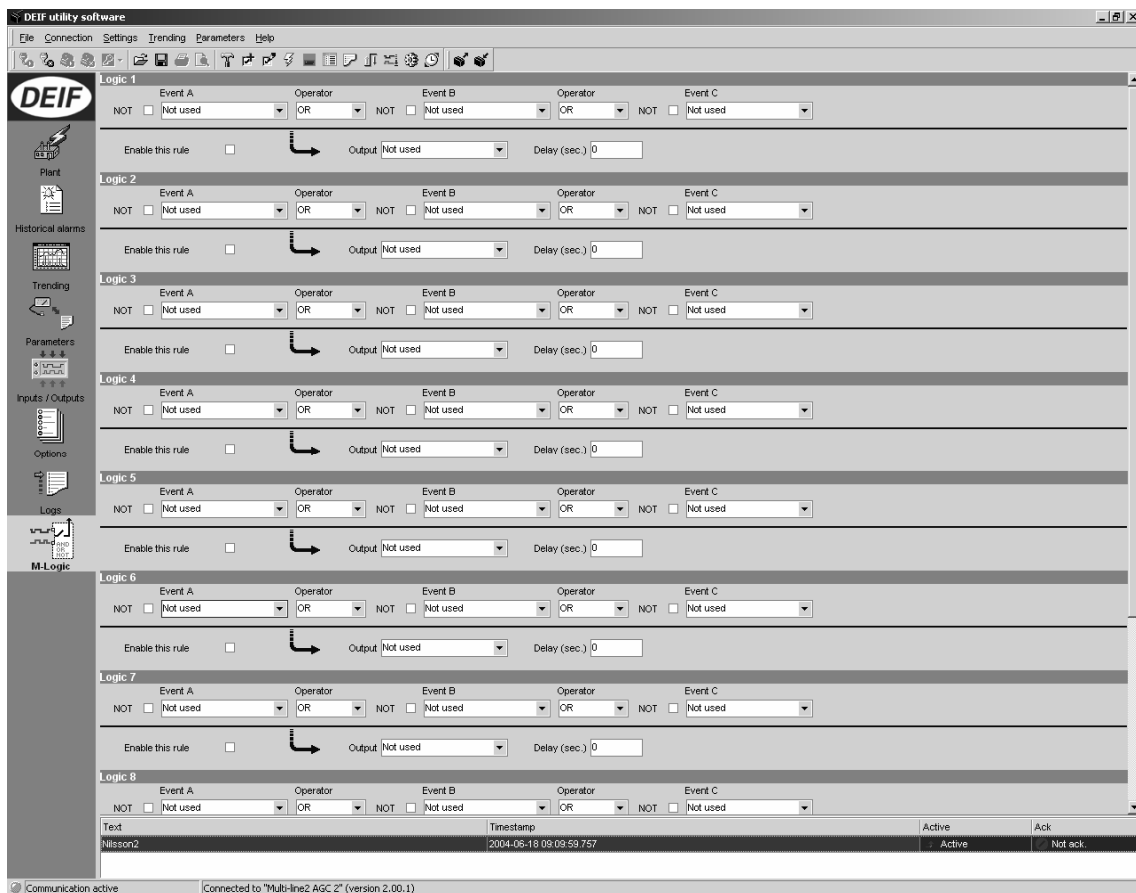 DEIF utility software
File Connection Settings Trending Parameters Help
DEIF
Plant
Historical alarms
Trending
Parameters
Inputs / Outputs
Options
Logs
AND
OR
NOT
M-Logic
Logic 1
Event A Operator Event B Operator Event C
NOT Not used OR NOT Not used OR NOT Not used
Enable this rule Output Not used Delay (sec.) 0
Logic 2
Event A Operator Event B Operator Event C
NOT Not used OR NOT Not used OR NOT Not used
Enable this rule Output Not used Delay (sec.) 0
Logic 3
Event A Operator Event B Operator Event C
NOT Not used OR NOT Not used OR NOT Not used
Enable this rule Output Not used Delay (sec.) 0
Logic 4
Event A Operator Event B Operator Event C
NOT Not used OR NOT Not used OR NOT Not used
Enable this rule Output Not used Delay (sec.) 0
Logic 5
Event A Operator Event B Operator Event C
NOT Not used OR NOT Not used OR NOT Not used
Enable this rule Output Not used Delay (sec.) 0
Logic 6
Event A Operator Event B Operator Event C
NOT Not used OR NOT Not used OR NOT Not used
Enable this rule Output Not used Delay (sec.) 0
Logic 7
Event A Operator Event B Operator Event C
NOT Not used OR NOT Not used OR NOT Not used
Enable this rule Output Not used Delay (sec.) 0
Logic 8
Event A Operator Event B Operator Event C
NOT Not used OR NOT Not used OR NOT Not used
Text Timestamp Active Ack
Nilsson2 2004-06-18 09:09:59.757 Active Not ack.
Communication active Connected to "Multi-line2 AGC 2" (version 2.00.1)